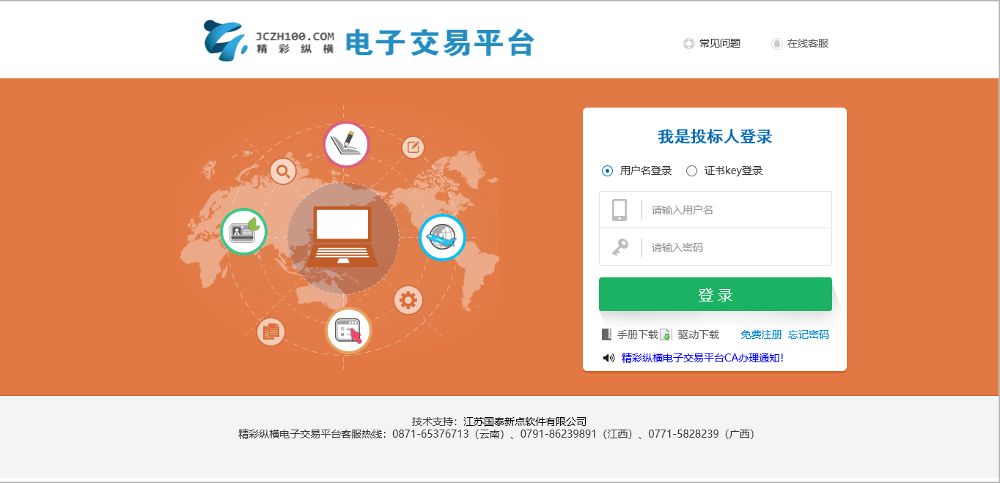 JCZH100.COM
精彩纵横
电子交易平台
常见问题
在线客服
我是投标人登录
用户名登录 证书key登录
请输入用户名
请输入密码
登 录
手册下载 驱动下载 免费注册 忘记密码
精彩纵横电子交易平台CA办理通知!
技术支持：江苏国泰新点软件有限公司
精彩纵横电子交易平台客服热线：0871-65376713（云南）、0791-86239891（江西）、0771-5828239（广西）